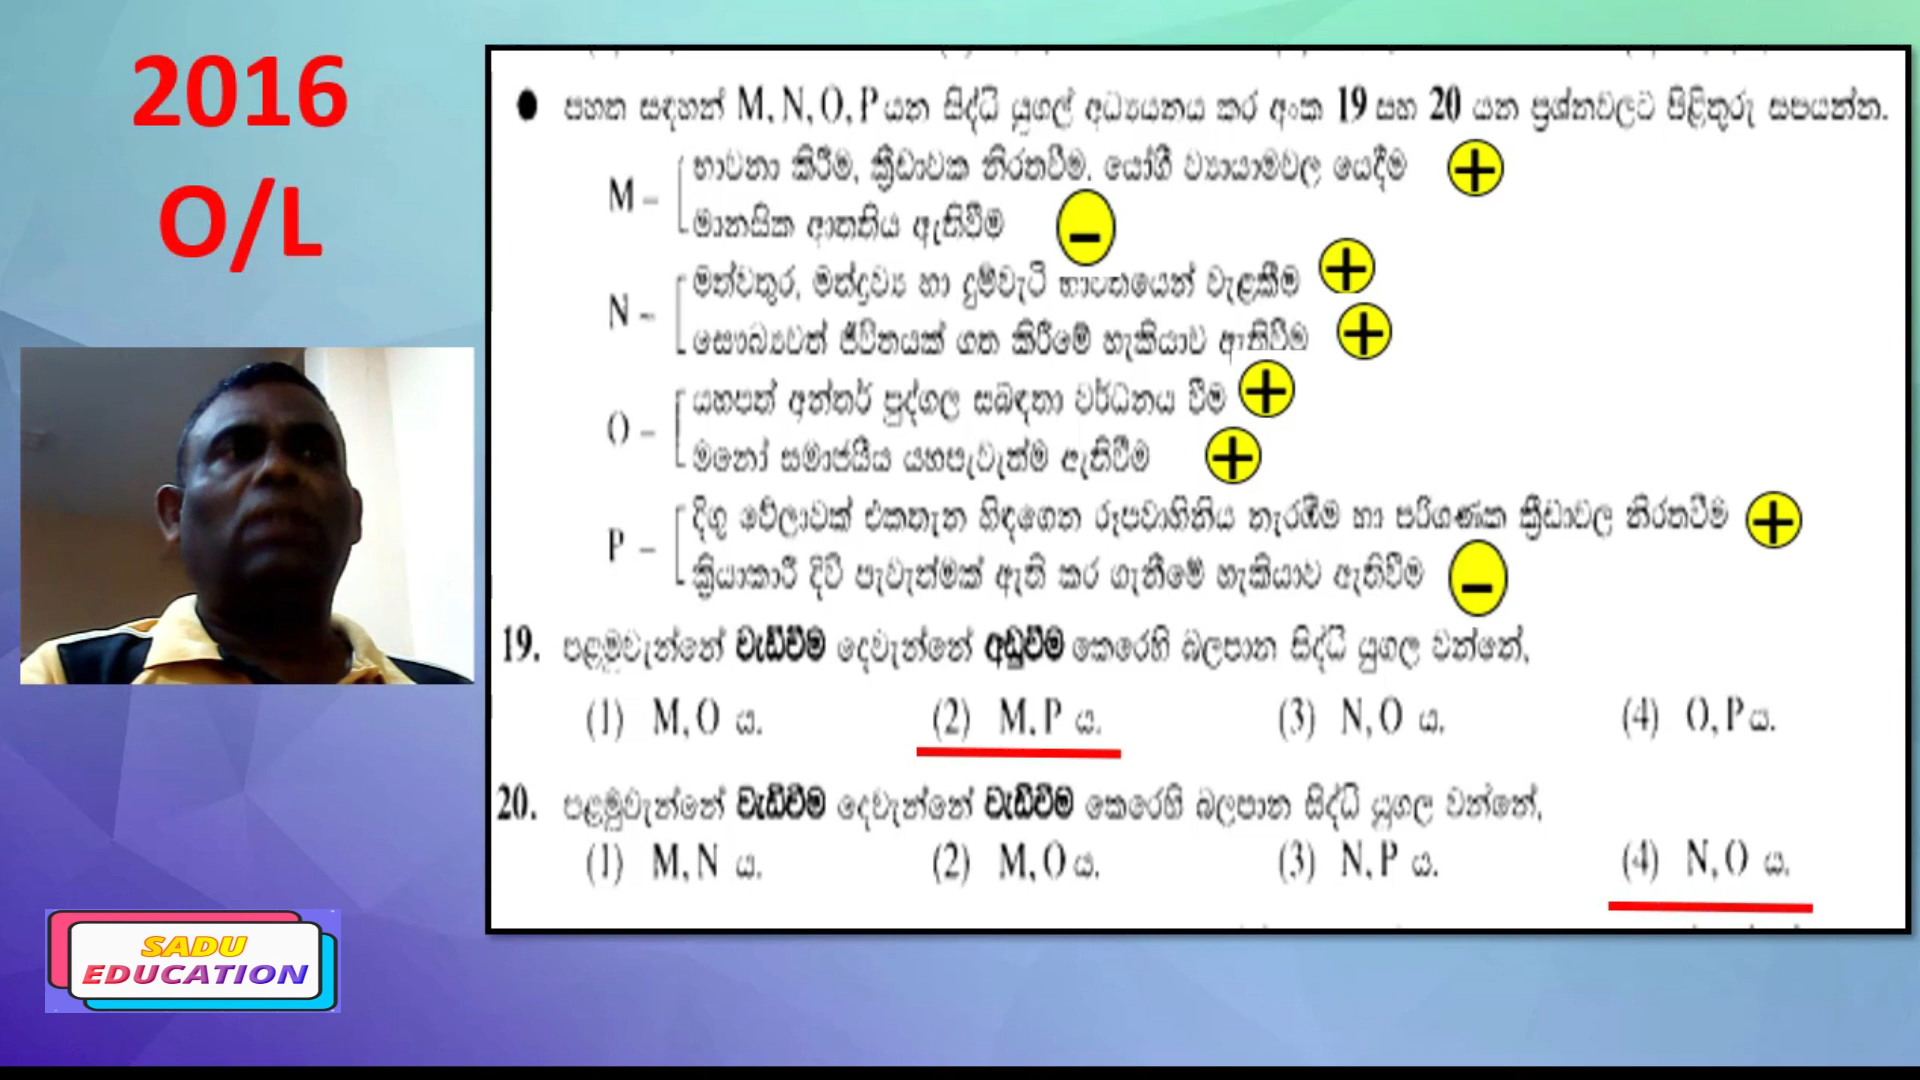 2016
O/L
● පහත සඳහන් M, N, O, P යන සිද්ධි යුගල් අධ්‍යයනය කර අංක 19 සහ 20 යන ප්‍රශ්නවලට පිළිතුරු සපයන්න.
M – භාවනා කිරීම, ක්‍රීඩාවක නිරතවීම, යෝගී ව්‍යායාමවල යෙදීම +
මානසික ආතතිය ඇතිවීම –
N – මත්වතුර, මත්ද්‍රව්‍ය හා දුම්වැටි භාවිතයෙන් වැළකීම +
සෞඛ්‍යවත් ජීවිතයක් ගත කිරීමේ හැකියාව ඇතිවීම +
O – යහපත් අන්තර් පුද්ගල සබඳතා වර්ධනය වීම +
මනෝ සමාජයීය යහපැවැත්ම ඇතිවීම +
P – දිගු වේලාවක් එකතැන හිඳගෙන රූපවාහිනිය නැරඹීම හා පරිගණක ක්‍රීඩාවල නිරතවීම +
ක්‍රියාකාරී දිවි පැවැත්මක් ඇති කර ගැනීමේ හැකියාව ඇතිවීම –
19. පළමුවැන්නේ වැඩිවීම දෙවැන්නේ අඩුවීම කෙරෙහි බලපාන සිද්ධි යුගල වන්නේ,
(1) M, O ය. (2) M, P ය. (3) N, O ය. (4) O, P ය.
20. පළමුවැන්නේ වැඩිවීම දෙවැන්නේ වැඩිවීම කෙරෙහි බලපාන සිද්ධි යුගල වන්නේ,
(1) M, N ය. (2) M, O ය. (3) N, P ය. (4) N, O ය.
SADU
EDUCATION